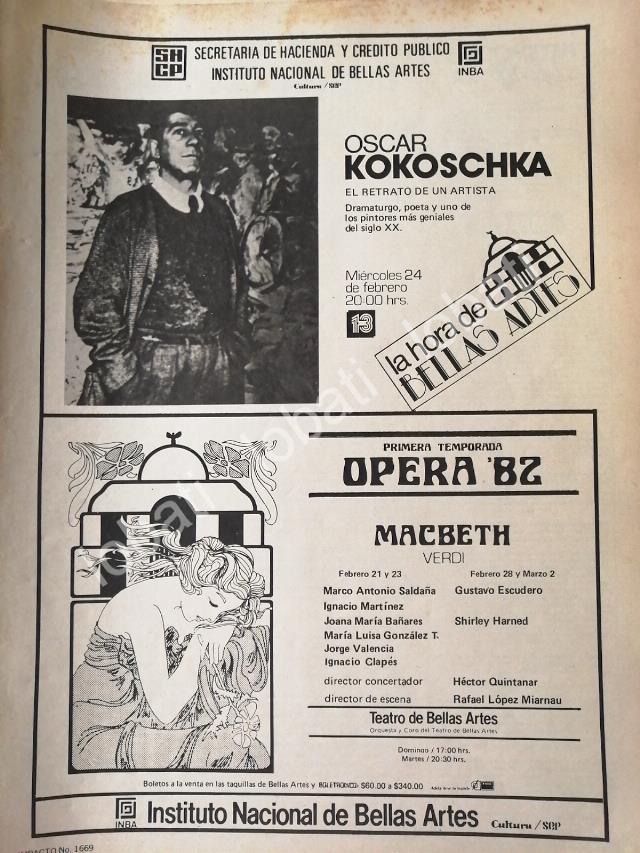 SHCP
SECRETARIA DE HACIENDA Y CREDITO PUBLICO
INSTITUTO NACIONAL DE BELLAS ARTES
Cultura/SEP
INBA
OSCAR
KOKOSCHKA
EL RETRATO DE UN ARTISTA
Dramaturgo, poeta y uno de
los pintores más geniales
del siglo XX.
Miércoles 24
de febrero
20:00 hrs.
13
la hora de
BELLAS ARTES
PRIMERA TEMPORADA
OPERA '82
MACBETH
VERDI
Febrero 21 y 23 Febrero 28 y Marzo 2
Marco Antonio Saldaña Gustavo Escudero
Ignacio Martínez
Joana María Bañares Shirley Harned
María Luisa González T.
Jorge Valencia
Ignacio Clapés
director concertador Héctor Quintanar
director de escena Rafael López Miarnau
Teatro de Bellas Artes
Orquesta y Coro del Teatro de Bellas Artes
Domingo / 17:00 hrs.
Martes / 20:30 hrs.
Boletos a la venta en las taquillas de Bellas Artes y BOLETRONICO: $60.00 a $340.00
INBA
Instituto Nacional de Bellas Artes
Cultura/SEP
IMPACTO No. 1669
lobati lobati lobati lobati